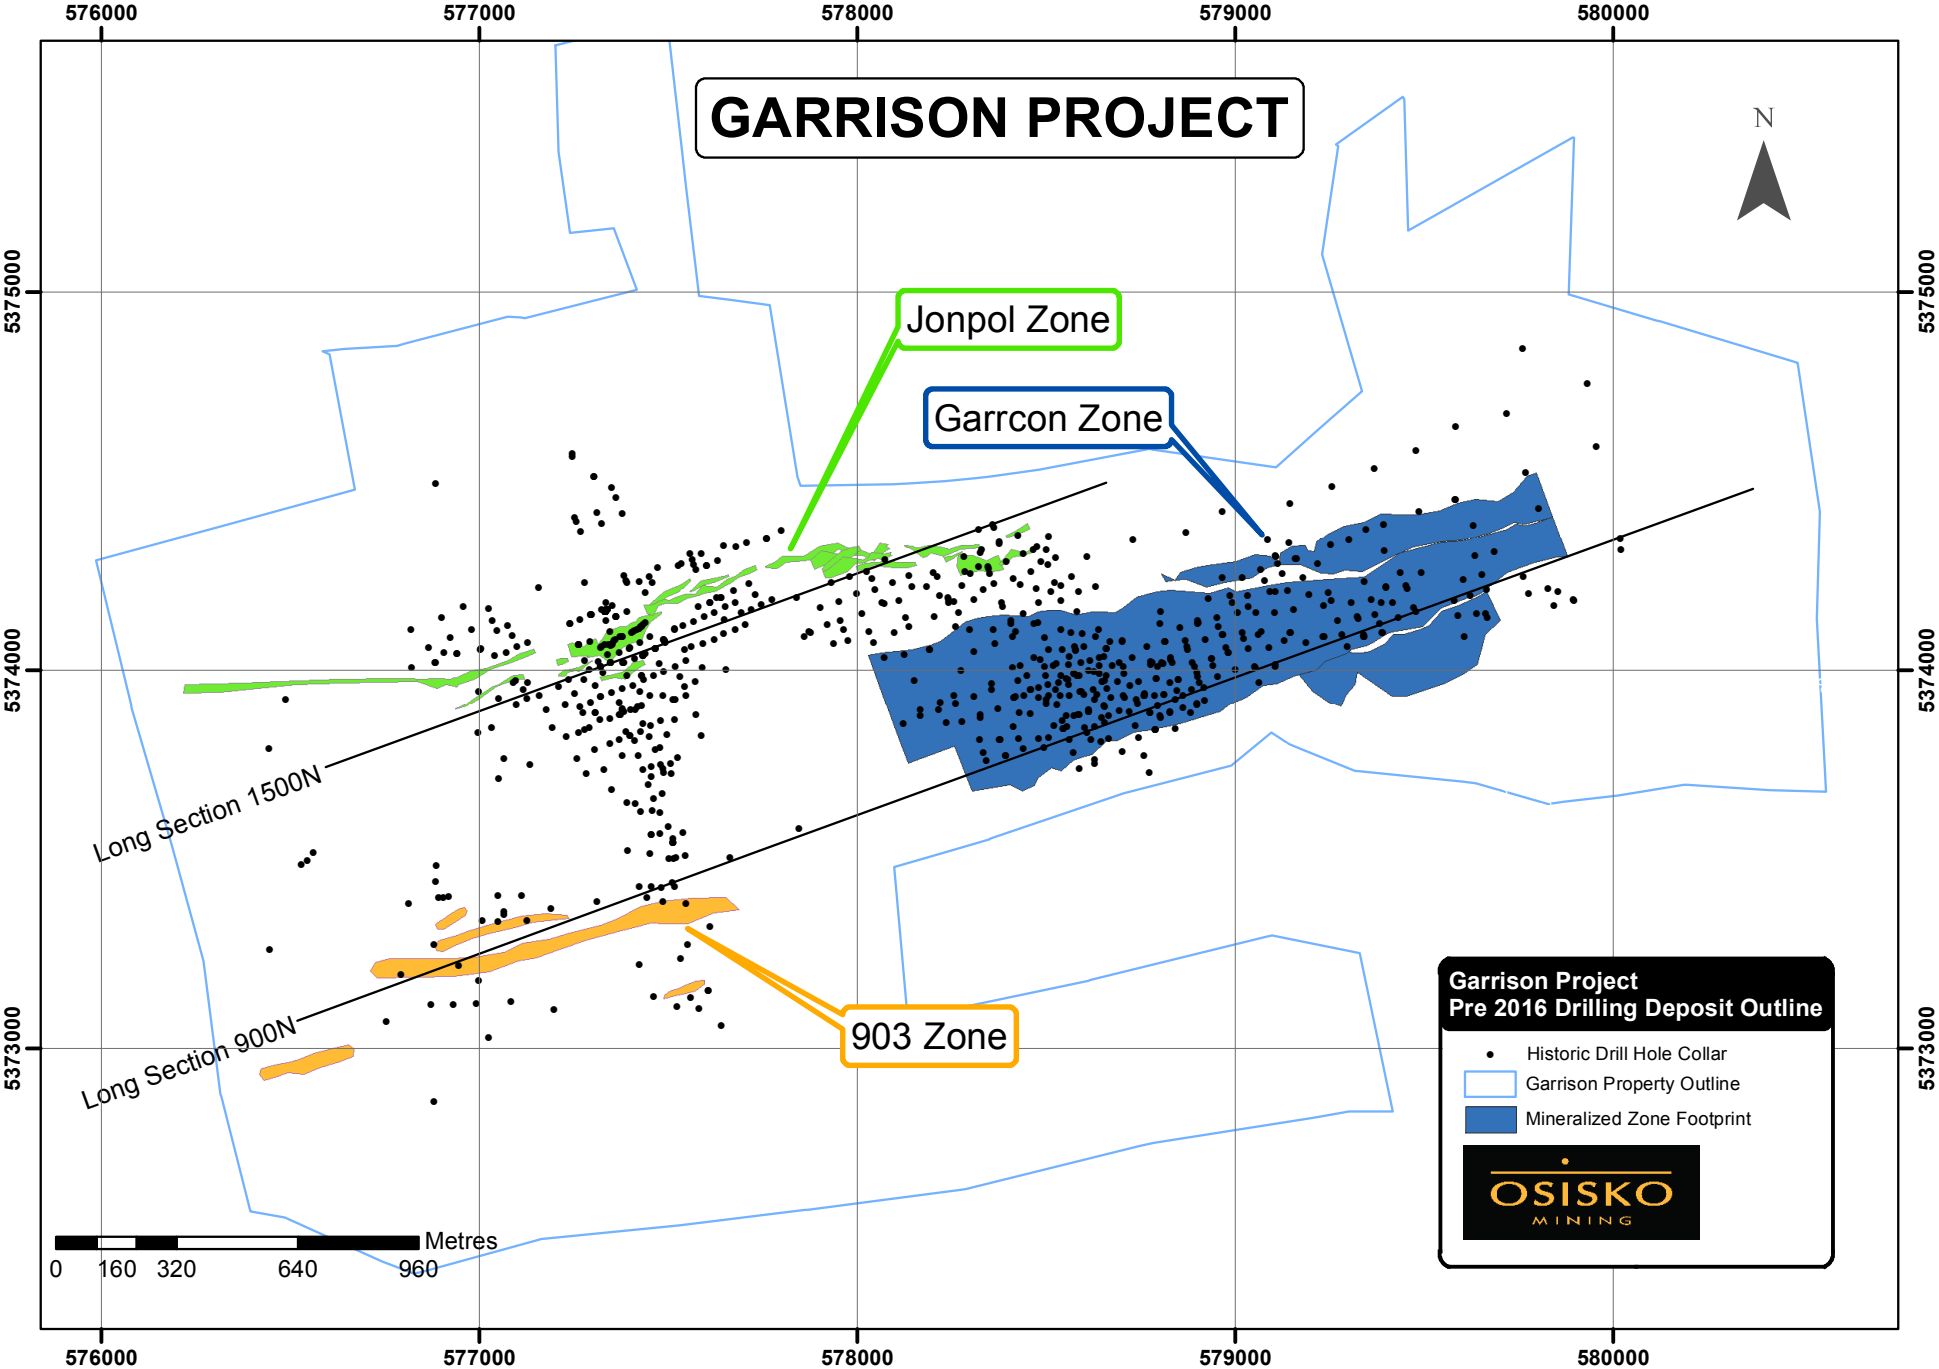 576000
577000
578000
579000
580000
GARRISON PROJECT
N
5375000
5375000
Jonpol Zone
Garrcon Zone
5374000
5374000
Long Section 1500N
903 Zone
Long Section 900N
5373000
5373000
Garrison Project
Pre 2016 Drilling Deposit Outline
Historic Drill Hole Collar
Garrison Property Outline
Mineralized Zone Footprint
OSISKO
MINING
Metres
0 160 320 640 960
576000
577000
578000
579000
580000